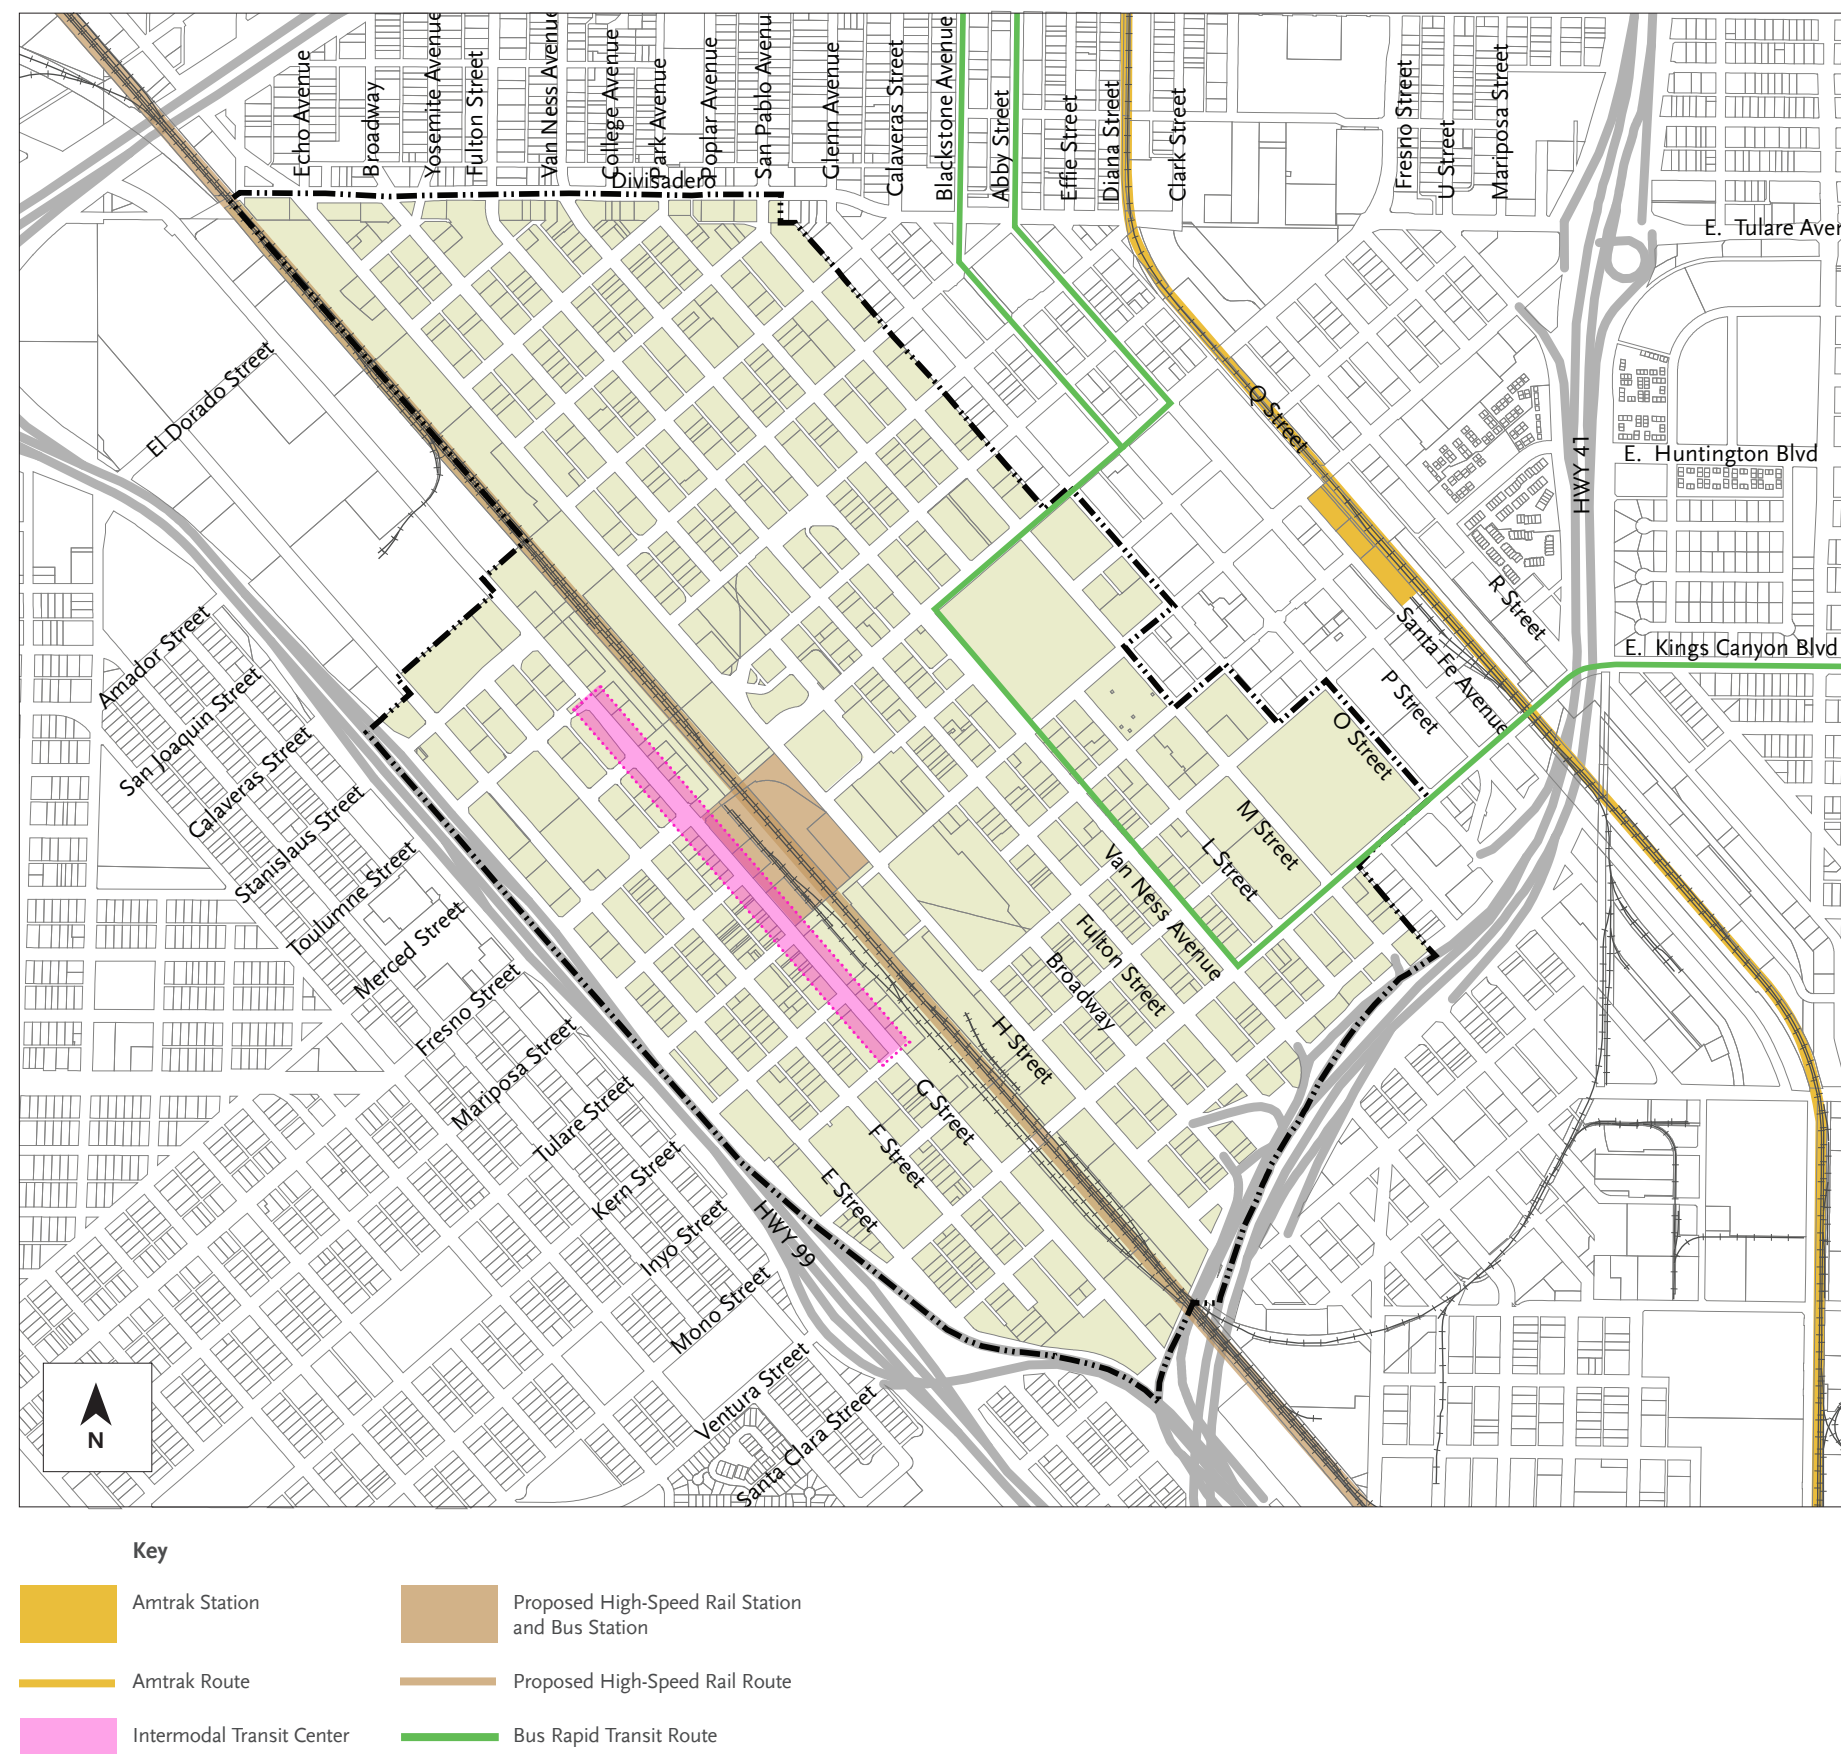 Echo Avenue
Broadway
Yosemite Avenue
Fulton Street
Van Ness Avenue
College Avenue
Park Avenue
Poplar Avenue
San Pablo Avenu
Glenn Avenue
Calaveras Street
Blackstone Avenue
Abby Street
Effie Street
Diana Street
Clark Street
Fresno Street
U Street
Mariposa Street
Divisadero
E. Tulare Aven
El Dorado Street
Q Street
HWY 41
E. Huntington Blvd
R Street
Santa Fe Avenue
E. Kings Canyon Blvd
P Street
O Street
Amador Street
San Joaquin Street
Calaveras Street
Stanislaus Street
Toulumne Street
Merced Street
Fresno Street
Mariposa Street
Tulare Street
Kern Street
Inyo Street
Mono Street
Ventura Street
Santa Clara Street
M Street
L Street
Van Ness Avenue
Fulton Street
Broadway
H Street
G Street
F Street
E Street
HWY 99
N
Key
Amtrak Station
Proposed High-Speed Rail Station
and Bus Station
Amtrak Route
Proposed High-Speed Rail Route
Intermodal Transit Center
Bus Rapid Transit Route